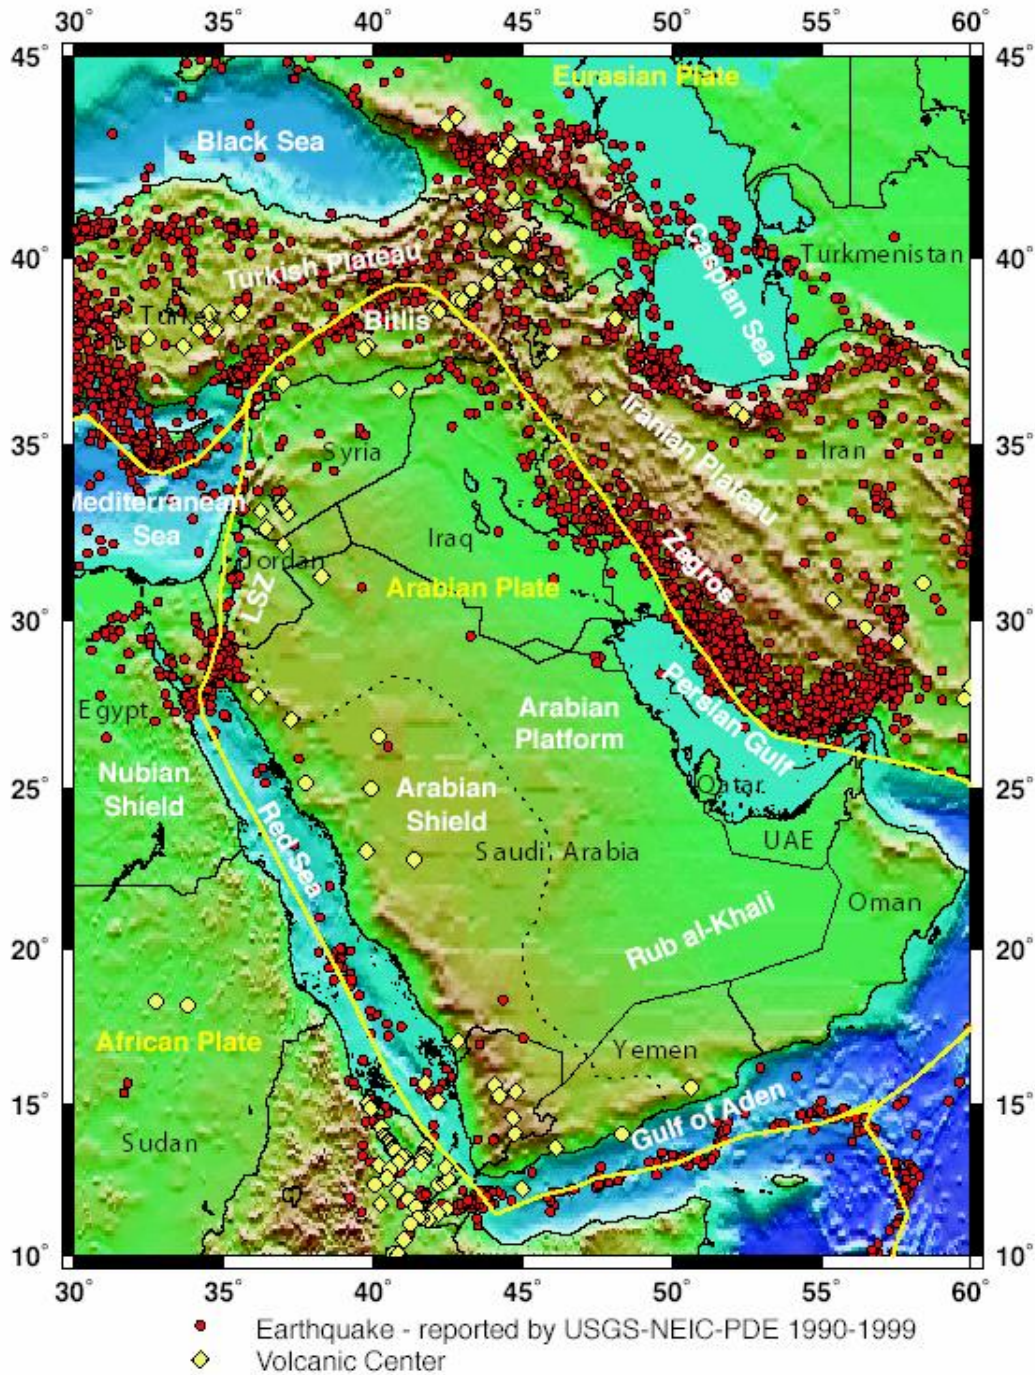 30° 35° 40° 45° 50° 55° 60°
45° 45°
Eurasian Plate
Black Sea
40° 40°
Turkmenistan
Caspian Sea
Turkish Plateau
Bitlis
35° 35°
Iranian Plateau
Iran
Syria
Mediterranean
Sea
Iraq
Zagros
Jordan
LSZ
Arabian Plate
30° 30°
Persian Gulf
Egypt
Arabian
Platform
Nubian
Shield
25° 25°
Qatar
Arabian
Shield
Red Sea
UAE
Saudi Arabia
Oman
Rub al-Khali
20° 20°
African Plate
Yemen
15° 15°
Gulf of Aden
Sudan
10° 10°
30° 35° 40° 45° 50° 55° 60°
Earthquake - reported by USGS-NEIC-PDE 1990-1999
Volcanic Center